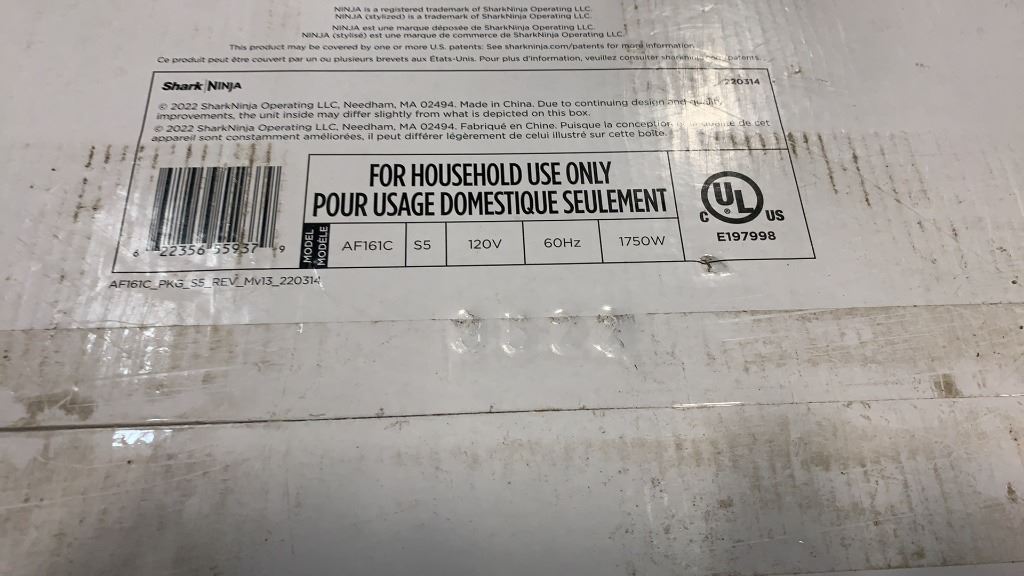 NINJA is a registered trademark of SharkNinja Operating LLC.
NINJA (stylized) is a trademark of SharkNinja Operating LLC.
NINJA est une marque déposée de SharkNinja Operating LLC.
NINJA (stylisé) est une marque de commerce de SharkNinja Operating LLC
This product may be covered by one or more U.S. patents: See sharkninja.com/patents for more information.
Ce produit peut être couvert par un ou plusieurs brevets aux États-Unis. Pour plus d'information, veuillez consulter
Shark NINJA
220314
© 2022 SharkNinja Operating LLC, Needham, MA 02494. Made in China. Due to continuing design and quality
improvements, the unit inside may differ slightly from what is depicted on this box.
© 2022 SharkNinja Operating LLC, Needham, MA 02494. Fabriqué en Chine. Puisque la conception de cet
appareil sont constamment améliorées, il peut différer légèrement de celui illustré sur cette boîte.
FOR HOUSEHOLD USE ONLY
POUR USAGE DOMESTIQUE SEULEMENT
MODEL
MODÈLE
AF161C S5 120V 60Hz 1750W
C UL US
E197998
6 22356 55937 9
AF161C_PKG_S5_REV_MV13_220314